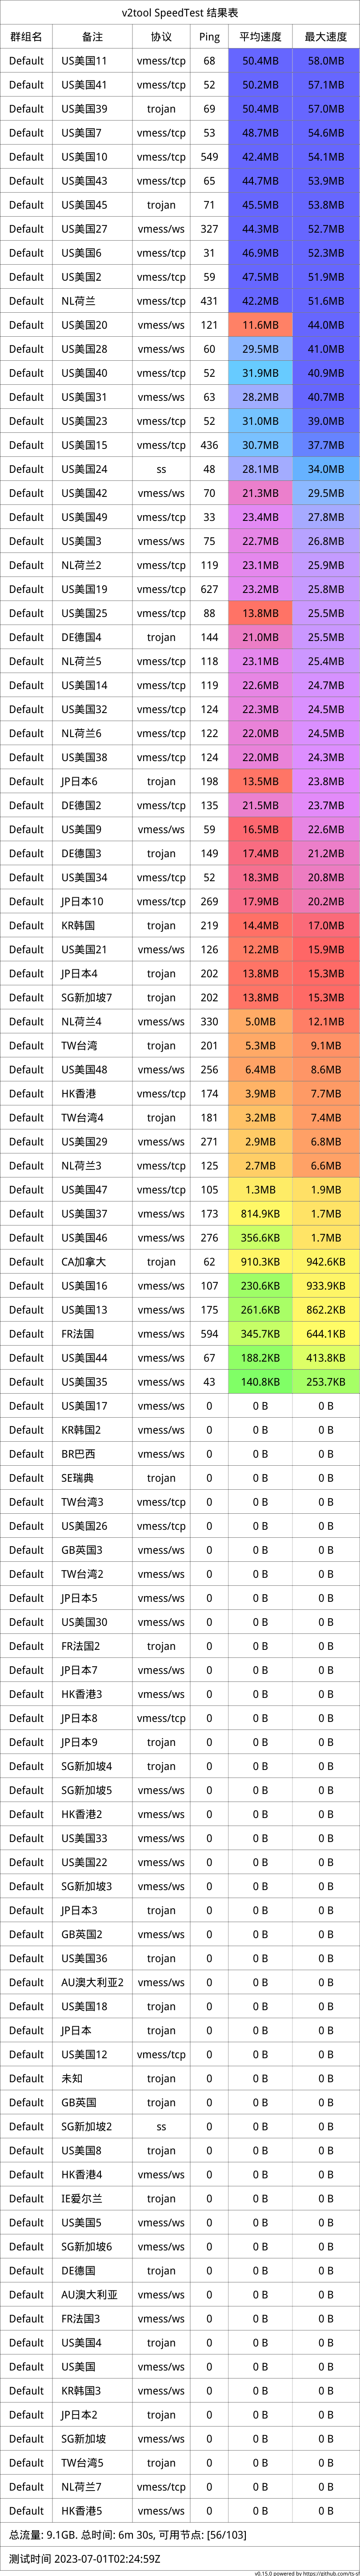 v2tool SpeedTest 结果表
群组名 备注 协议 Ping 平均速度 最大速度
Default US美国11 vmess/tcp 68 50.4MB 58.0MB
Default US美国41 vmess/tcp 52 50.2MB 57.1MB
Default US美国39 trojan 69 50.4MB 57.0MB
Default US美国7 vmess/tcp 53 48.7MB 54.6MB
Default US美国10 vmess/tcp 549 42.4MB 54.1MB
Default US美国43 vmess/tcp 65 44.7MB 53.9MB
Default US美国45 trojan 71 45.5MB 53.8MB
Default US美国27 vmess/ws 327 44.3MB 52.7MB
Default US美国6 vmess/tcp 31 46.9MB 52.3MB
Default US美国2 vmess/tcp 59 47.5MB 51.9MB
Default NL荷兰 vmess/tcp 431 42.2MB 51.6MB
Default US美国20 vmess/ws 121 11.6MB 44.0MB
Default US美国28 vmess/ws 60 29.5MB 41.0MB
Default US美国40 vmess/tcp 52 31.9MB 40.9MB
Default US美国31 vmess/ws 63 28.2MB 40.7MB
Default US美国23 vmess/tcp 52 31.0MB 39.0MB
Default US美国15 vmess/tcp 436 30.7MB 37.7MB
Default US美国24 ss 48 28.1MB 34.0MB
Default US美国42 vmess/ws 70 21.3MB 29.5MB
Default US美国49 vmess/tcp 33 23.4MB 27.8MB
Default US美国3 vmess/ws 75 22.7MB 26.8MB
Default NL荷兰2 vmess/tcp 119 23.1MB 25.9MB
Default US美国19 vmess/tcp 627 23.2MB 25.8MB
Default US美国25 vmess/tcp 88 13.8MB 25.5MB
Default DE德国4 trojan 144 21.0MB 25.5MB
Default NL荷兰5 vmess/tcp 118 23.1MB 25.4MB
Default US美国14 vmess/tcp 119 22.6MB 24.7MB
Default US美国32 vmess/tcp 124 22.3MB 24.5MB
Default NL荷兰6 vmess/tcp 122 22.0MB 24.5MB
Default US美国38 vmess/tcp 124 22.0MB 24.3MB
Default JP日本6 trojan 198 13.5MB 23.8MB
Default DE德国2 vmess/tcp 135 21.5MB 23.7MB
Default US美国9 vmess/ws 59 16.5MB 22.6MB
Default DE德国3 trojan 149 17.4MB 21.2MB
Default US美国34 vmess/tcp 52 18.3MB 20.8MB
Default JP日本10 vmess/tcp 269 17.9MB 20.2MB
Default KR韩国 trojan 219 14.4MB 17.0MB
Default US美国21 vmess/ws 126 12.2MB 15.9MB
Default JP日本4 trojan 202 13.8MB 15.3MB
Default SG新加坡7 trojan 202 13.8MB 15.3MB
Default NL荷兰4 vmess/ws 330 5.0MB 12.1MB
Default TW台湾 trojan 201 5.3MB 9.1MB
Default US美国48 vmess/ws 256 6.4MB 8.6MB
Default HK香港 vmess/tcp 174 3.9MB 7.7MB
Default TW台湾4 trojan 181 3.2MB 7.4MB
Default US美国29 vmess/ws 271 2.9MB 6.8MB
Default NL荷兰3 vmess/ws 125 2.7MB 6.6MB
Default US美国47 vmess/tcp 105 1.3MB 1.9MB
Default US美国37 vmess/ws 173 814.9KB 1.7MB
Default US美国46 vmess/ws 276 356.6KB 1.7MB
Default CA加拿大 trojan 62 910.3KB 942.6KB
Default US美国16 vmess/ws 107 230.6KB 933.9KB
Default US美国13 vmess/ws 175 261.6KB 862.2KB
Default FR法国 vmess/ws 594 345.7KB 644.1KB
Default US美国44 vmess/ws 67 188.2KB 413.8KB
Default US美国35 vmess/ws 43 140.8KB 253.7KB
Default US美国17 vmess/ws 0 0 B 0 B
Default KR韩国2 vmess/ws 0 0 B 0 B
Default BR巴西 vmess/ws 0 0 B 0 B
Default SE瑞典 trojan 0 0 B 0 B
Default TW台湾3 vmess/tcp 0 0 B 0 B
Default US美国26 vmess/tcp 0 0 B 0 B
Default GB英国3 vmess/ws 0 0 B 0 B
Default TW台湾2 vmess/ws 0 0 B 0 B
Default JP日本5 vmess/ws 0 0 B 0 B
Default US美国30 vmess/ws 0 0 B 0 B
Default FR法国2 trojan 0 0 B 0 B
Default JP日本7 vmess/ws 0 0 B 0 B
Default HK香港3 vmess/ws 0 0 B 0 B
Default JP日本8 vmess/tcp 0 0 B 0 B
Default JP日本9 trojan 0 0 B 0 B
Default SG新加坡4 trojan 0 0 B 0 B
Default SG新加坡5 vmess/ws 0 0 B 0 B
Default HK香港2 vmess/ws 0 0 B 0 B
Default US美国33 vmess/ws 0 0 B 0 B
Default US美国22 vmess/ws 0 0 B 0 B
Default SG新加坡3 vmess/ws 0 0 B 0 B
Default JP日本3 trojan 0 0 B 0 B
Default GB英国2 vmess/ws 0 0 B 0 B
Default US美国36 trojan 0 0 B 0 B
Default AU澳大利亚2 vmess/ws 0 0 B 0 B
Default US美国18 trojan 0 0 B 0 B
Default JP日本 trojan 0 0 B 0 B
Default US美国12 vmess/tcp 0 0 B 0 B
Default 未知 trojan 0 0 B 0 B
Default GB英国 trojan 0 0 B 0 B
Default SG新加坡2 ss 0 0 B 0 B
Default US美国8 trojan 0 0 B 0 B
Default HK香港4 vmess/ws 0 0 B 0 B
Default IE爱尔兰 trojan 0 0 B 0 B
Default US美国5 vmess/ws 0 0 B 0 B
Default SG新加坡6 vmess/ws 0 0 B 0 B
Default DE德国 trojan 0 0 B 0 B
Default AU澳大利亚 vmess/ws 0 0 B 0 B
Default FR法国3 vmess/ws 0 0 B 0 B
Default US美国4 trojan 0 0 B 0 B
Default US美国 vmess/ws 0 0 B 0 B
Default KR韩国3 vmess/ws 0 0 B 0 B
Default JP日本2 trojan 0 0 B 0 B
Default SG新加坡 vmess/ws 0 0 B 0 B
Default TW台湾5 trojan 0 0 B 0 B
Default NL荷兰7 vmess/ws 0 0 B 0 B
Default HK香港5 vmess/ws 0 0 B 0 B
总流量: 9.1GB. 总时间: 6m 30s, 可用节点: [56/103]
测试时间 2023-07-01T02:24:59Z
v0.15.0 powered by https://github.com/ts-sf